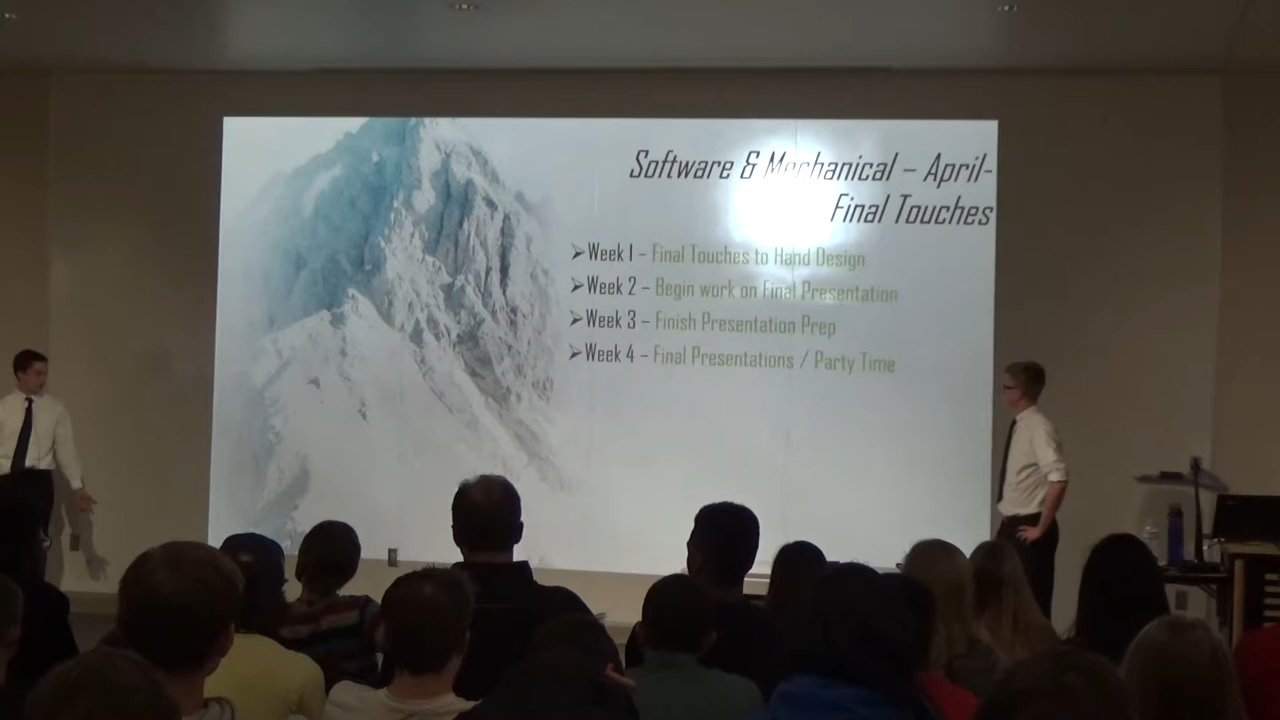 Software & Mechanical – April-
Final Touches
➢Week 1 – Final Touches to Hand Design
➢Week 2 – Begin work on Final Presentation
➢Week 3 – Finish Presentation Prep
➢Week 4 – Final Presentations / Party Time